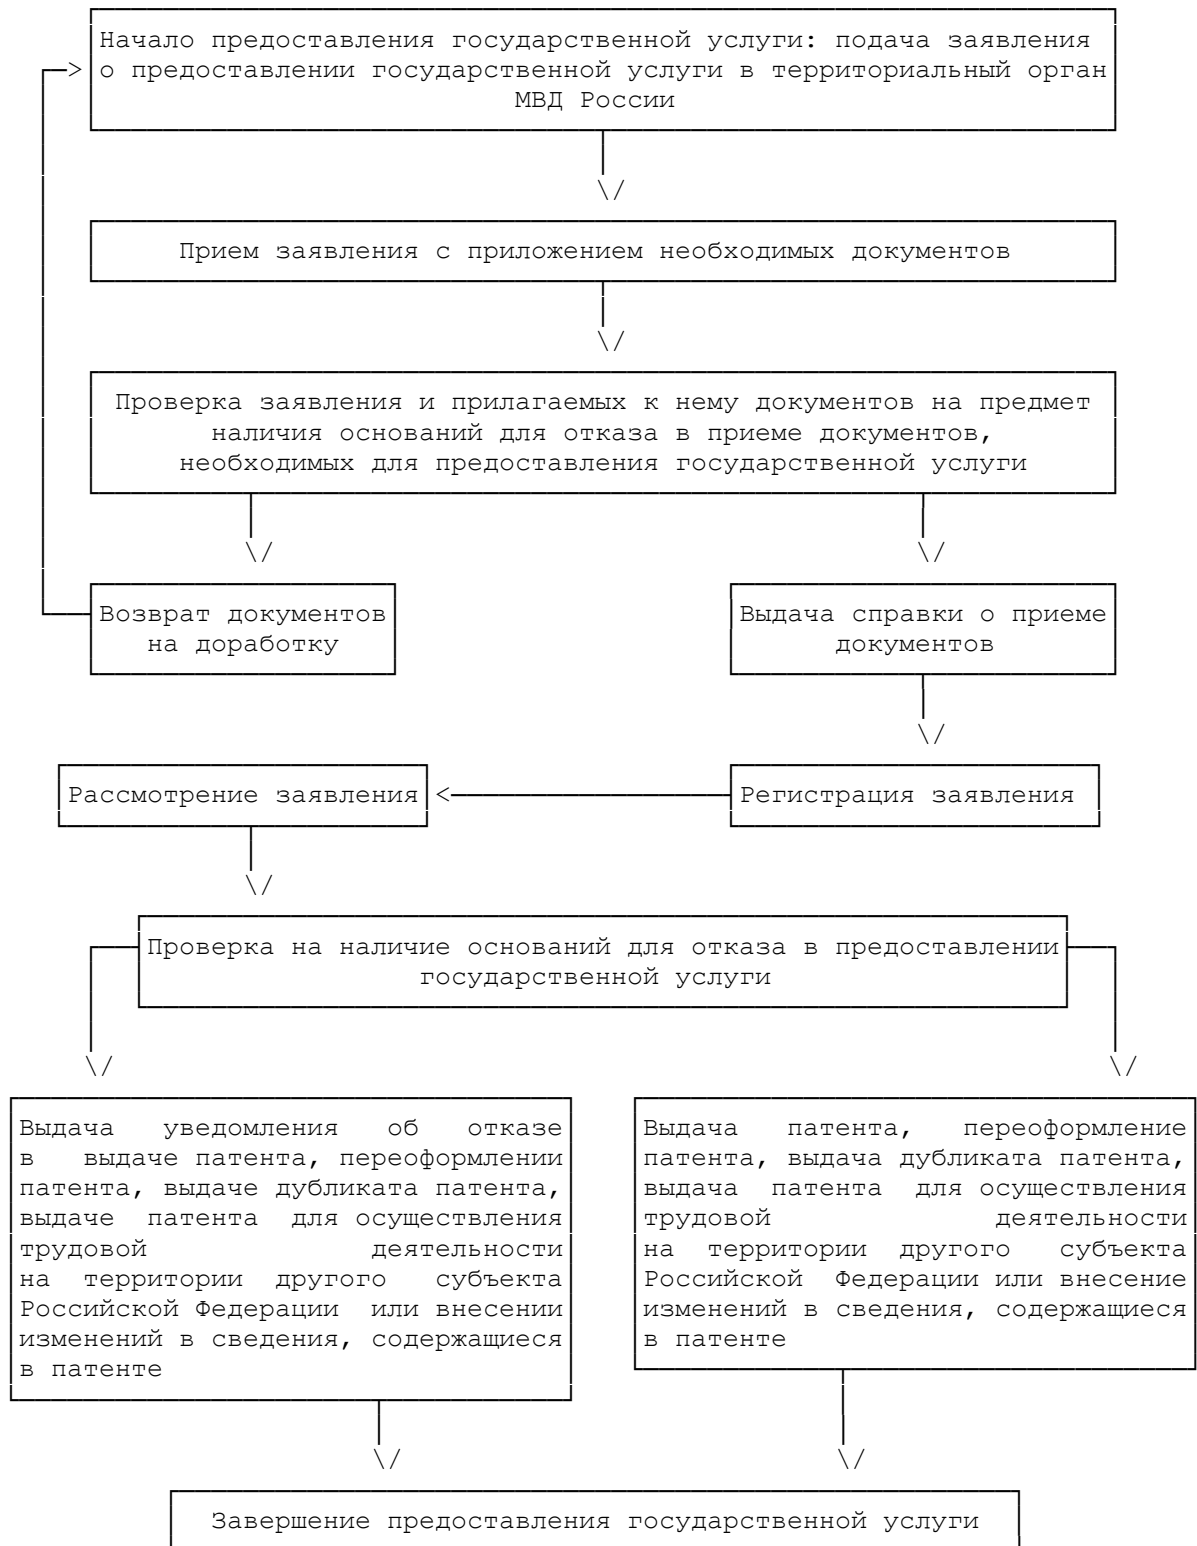 Начало предоставления государственной услуги: подача заявления
о предоставлении государственной услуги в территориальный орган
МВД России
Прием заявления с приложением необходимых документов
Проверка заявления и прилагаемых к нему документов на предмет
наличия оснований для отказа в приеме документов,
необходимых для предоставления государственной услуги
Возврат документов
на доработку
Выдача справки о приеме
документов
Рассмотрение заявления
Регистрация заявления
Проверка на наличие оснований для отказа в предоставлении
государственной услуги
Выдача уведомления об отказе
в выдаче патента, переоформлении
патента, выдаче дубликата патента,
выдаче патента для осуществления
трудовой деятельности
на территории другого субъекта
Российской Федерации или внесении
изменений в сведения, содержащиеся
в патенте
Выдача патента, переоформление
патента, выдача дубликата патента,
выдача патента для осуществления
трудовой деятельности
на территории другого субъекта
Российской Федерации или внесение
изменений в сведения, содержащиеся
в патенте
Завершение предоставления государственной услуги